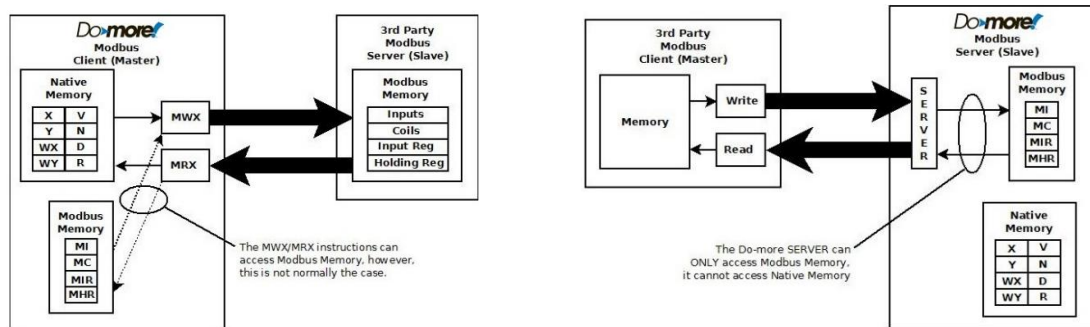 Do-more!
Modbus
Client (Master)
Native
Memory
X V
Y N
WX D
WY R
MWX
MRX
Modbus
Memory
MI
MC
MIR
MHR
3rd Party
Modbus
Server (Slave)
Modbus
Memory
Inputs
Coils
Input Reg
Holding Reg
The MWX/MRX instructions can
access Modbus Memory, however,
this is not normally the case.
3rd Party
Modbus
Client (Master)
Memory
Write
Read
Do-more!
Modbus
Server (Slave)
SERVER
Modbus
Memory
MI
MC
MIR
MHR
Native
Memory
X V
Y N
WX D
WY R
The Do-more SERVER can
ONLY access Modbus Memory,
it cannot access Native Memory